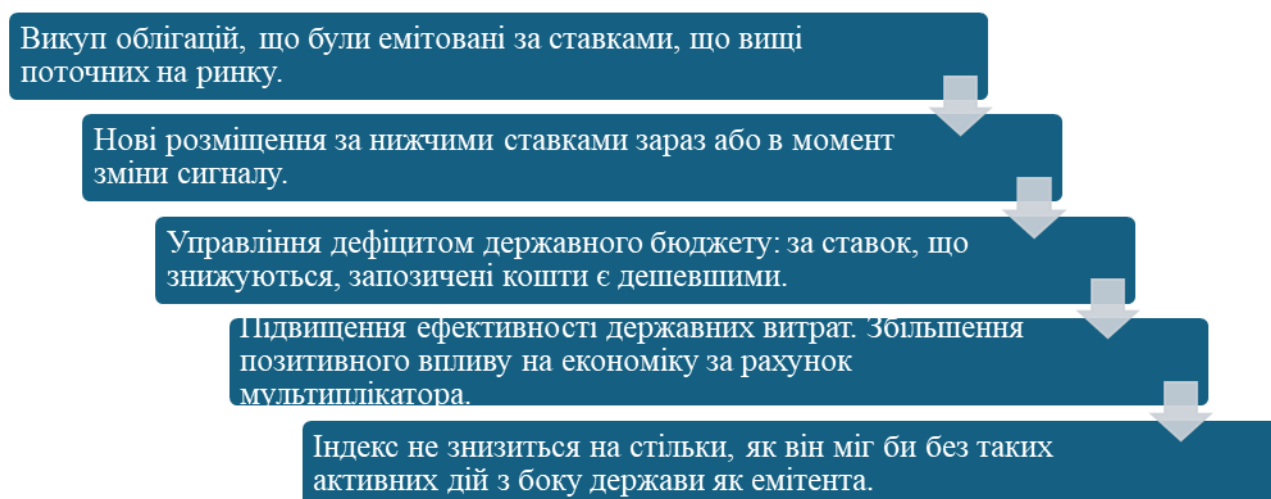 Викуп облігацій, що були емітовані за ставками, що вищі
поточних на ринку.
Нові розміщення за нижчими ставками зараз або в момент
зміни сигналу.
Управління дефіцитом державного бюджету: за ставок, що
знижуються, запозичені кошти є дешевшими.
Підвищення ефективності державних витрат. Збільшення
позитивного впливу на економіку за рахунок
мультиплікатора.
Індекс не знизиться на стільки, як він міг би без таких
активних дій з боку держави як емітента.